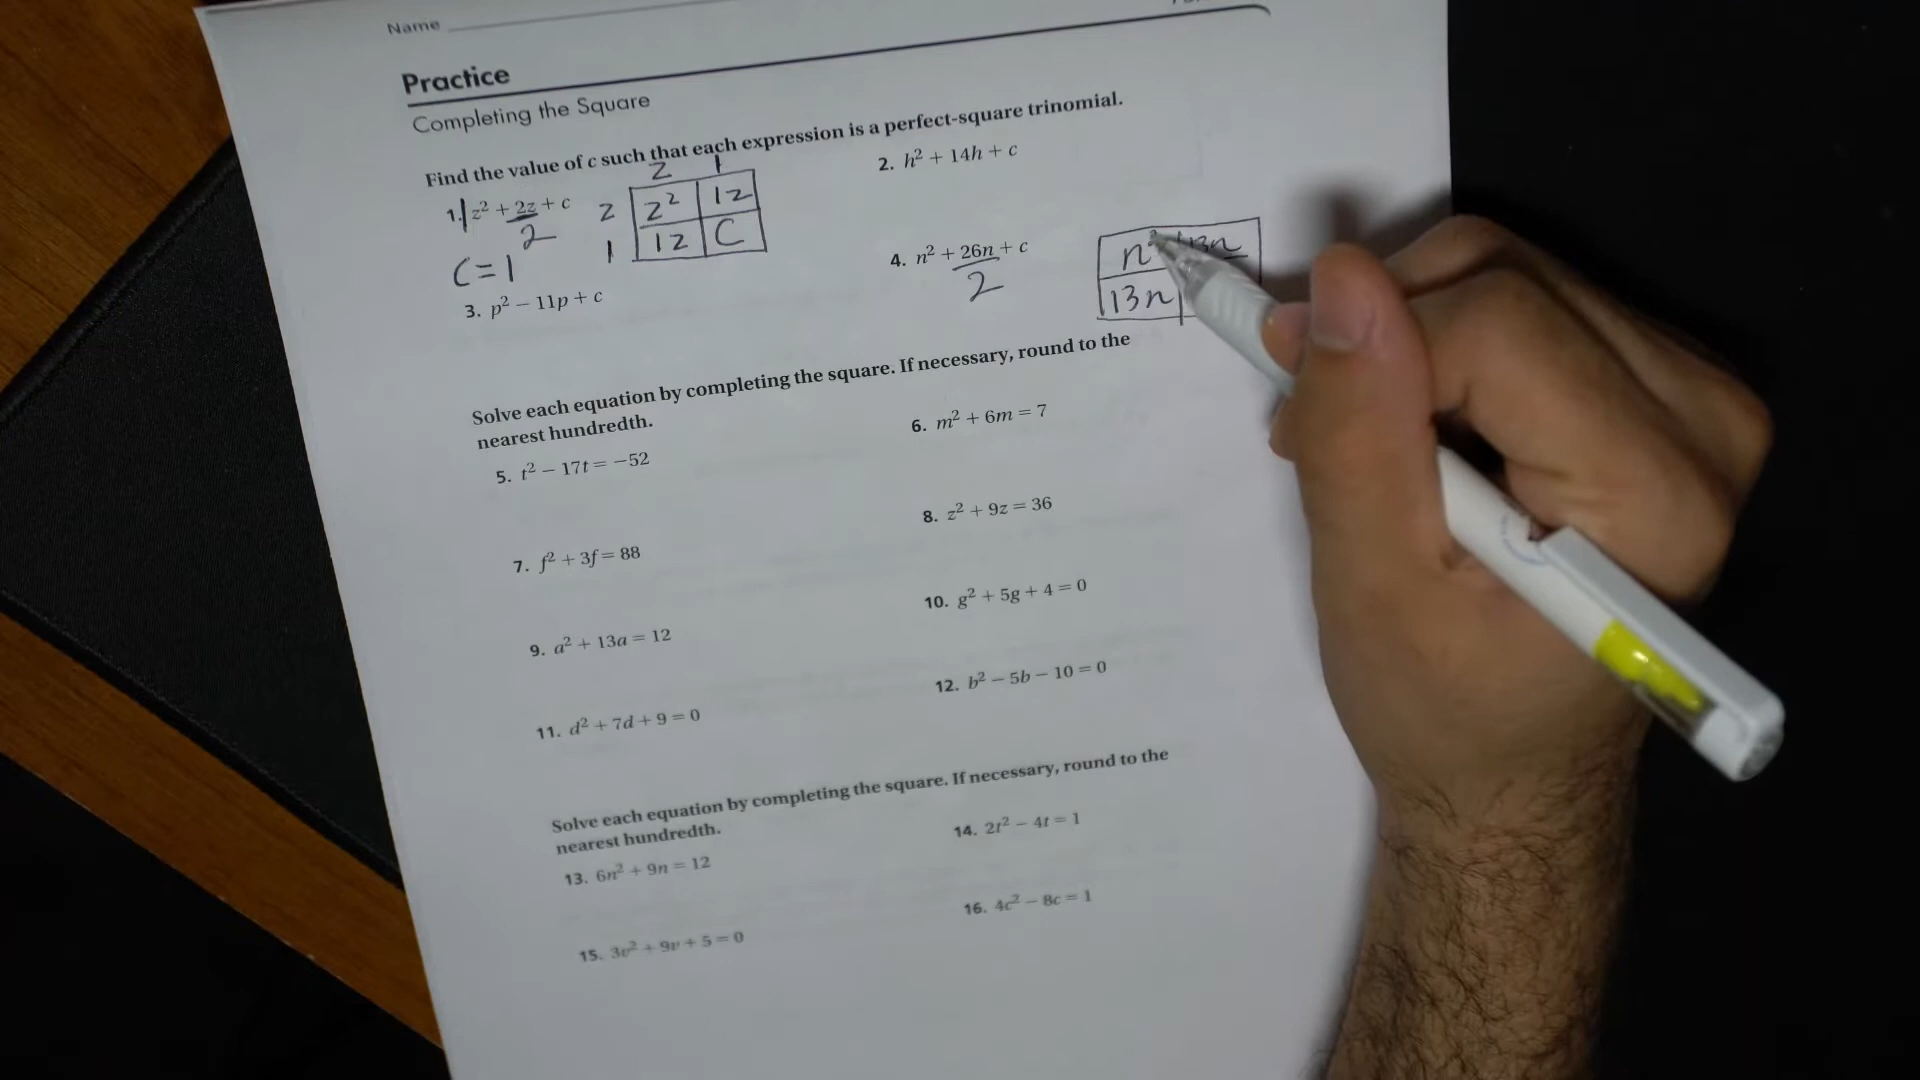 Name
Practice
Completing the Square
Find the value of c such that each expression is a perfect-square trinomial.
1. z² + 2z + c
2
C=1
z 1
z z² 1z
1 1z C
2. h² + 14h + c
3. p² − 11p + c
4. n² + 26n + c
2
n² +13n
13n
Solve each equation by completing the square. If necessary, round to the
nearest hundredth.
5. t² − 17t = −52
6. m² + 6m = 7
7. f² + 3f = 88
8. z² + 9z = 36
9. a² + 13a = 12
10. g² + 5g + 4 = 0
11. d² + 7d + 9 = 0
12. b² − 5b − 10 = 0
Solve each equation by completing the square. If necessary, round to the
nearest hundredth.
13. 6n² + 9n = 12
14. 2t² − 4t = 1
15. 3v² + 9v + 5 = 0
16. 4c² − 8c = 1